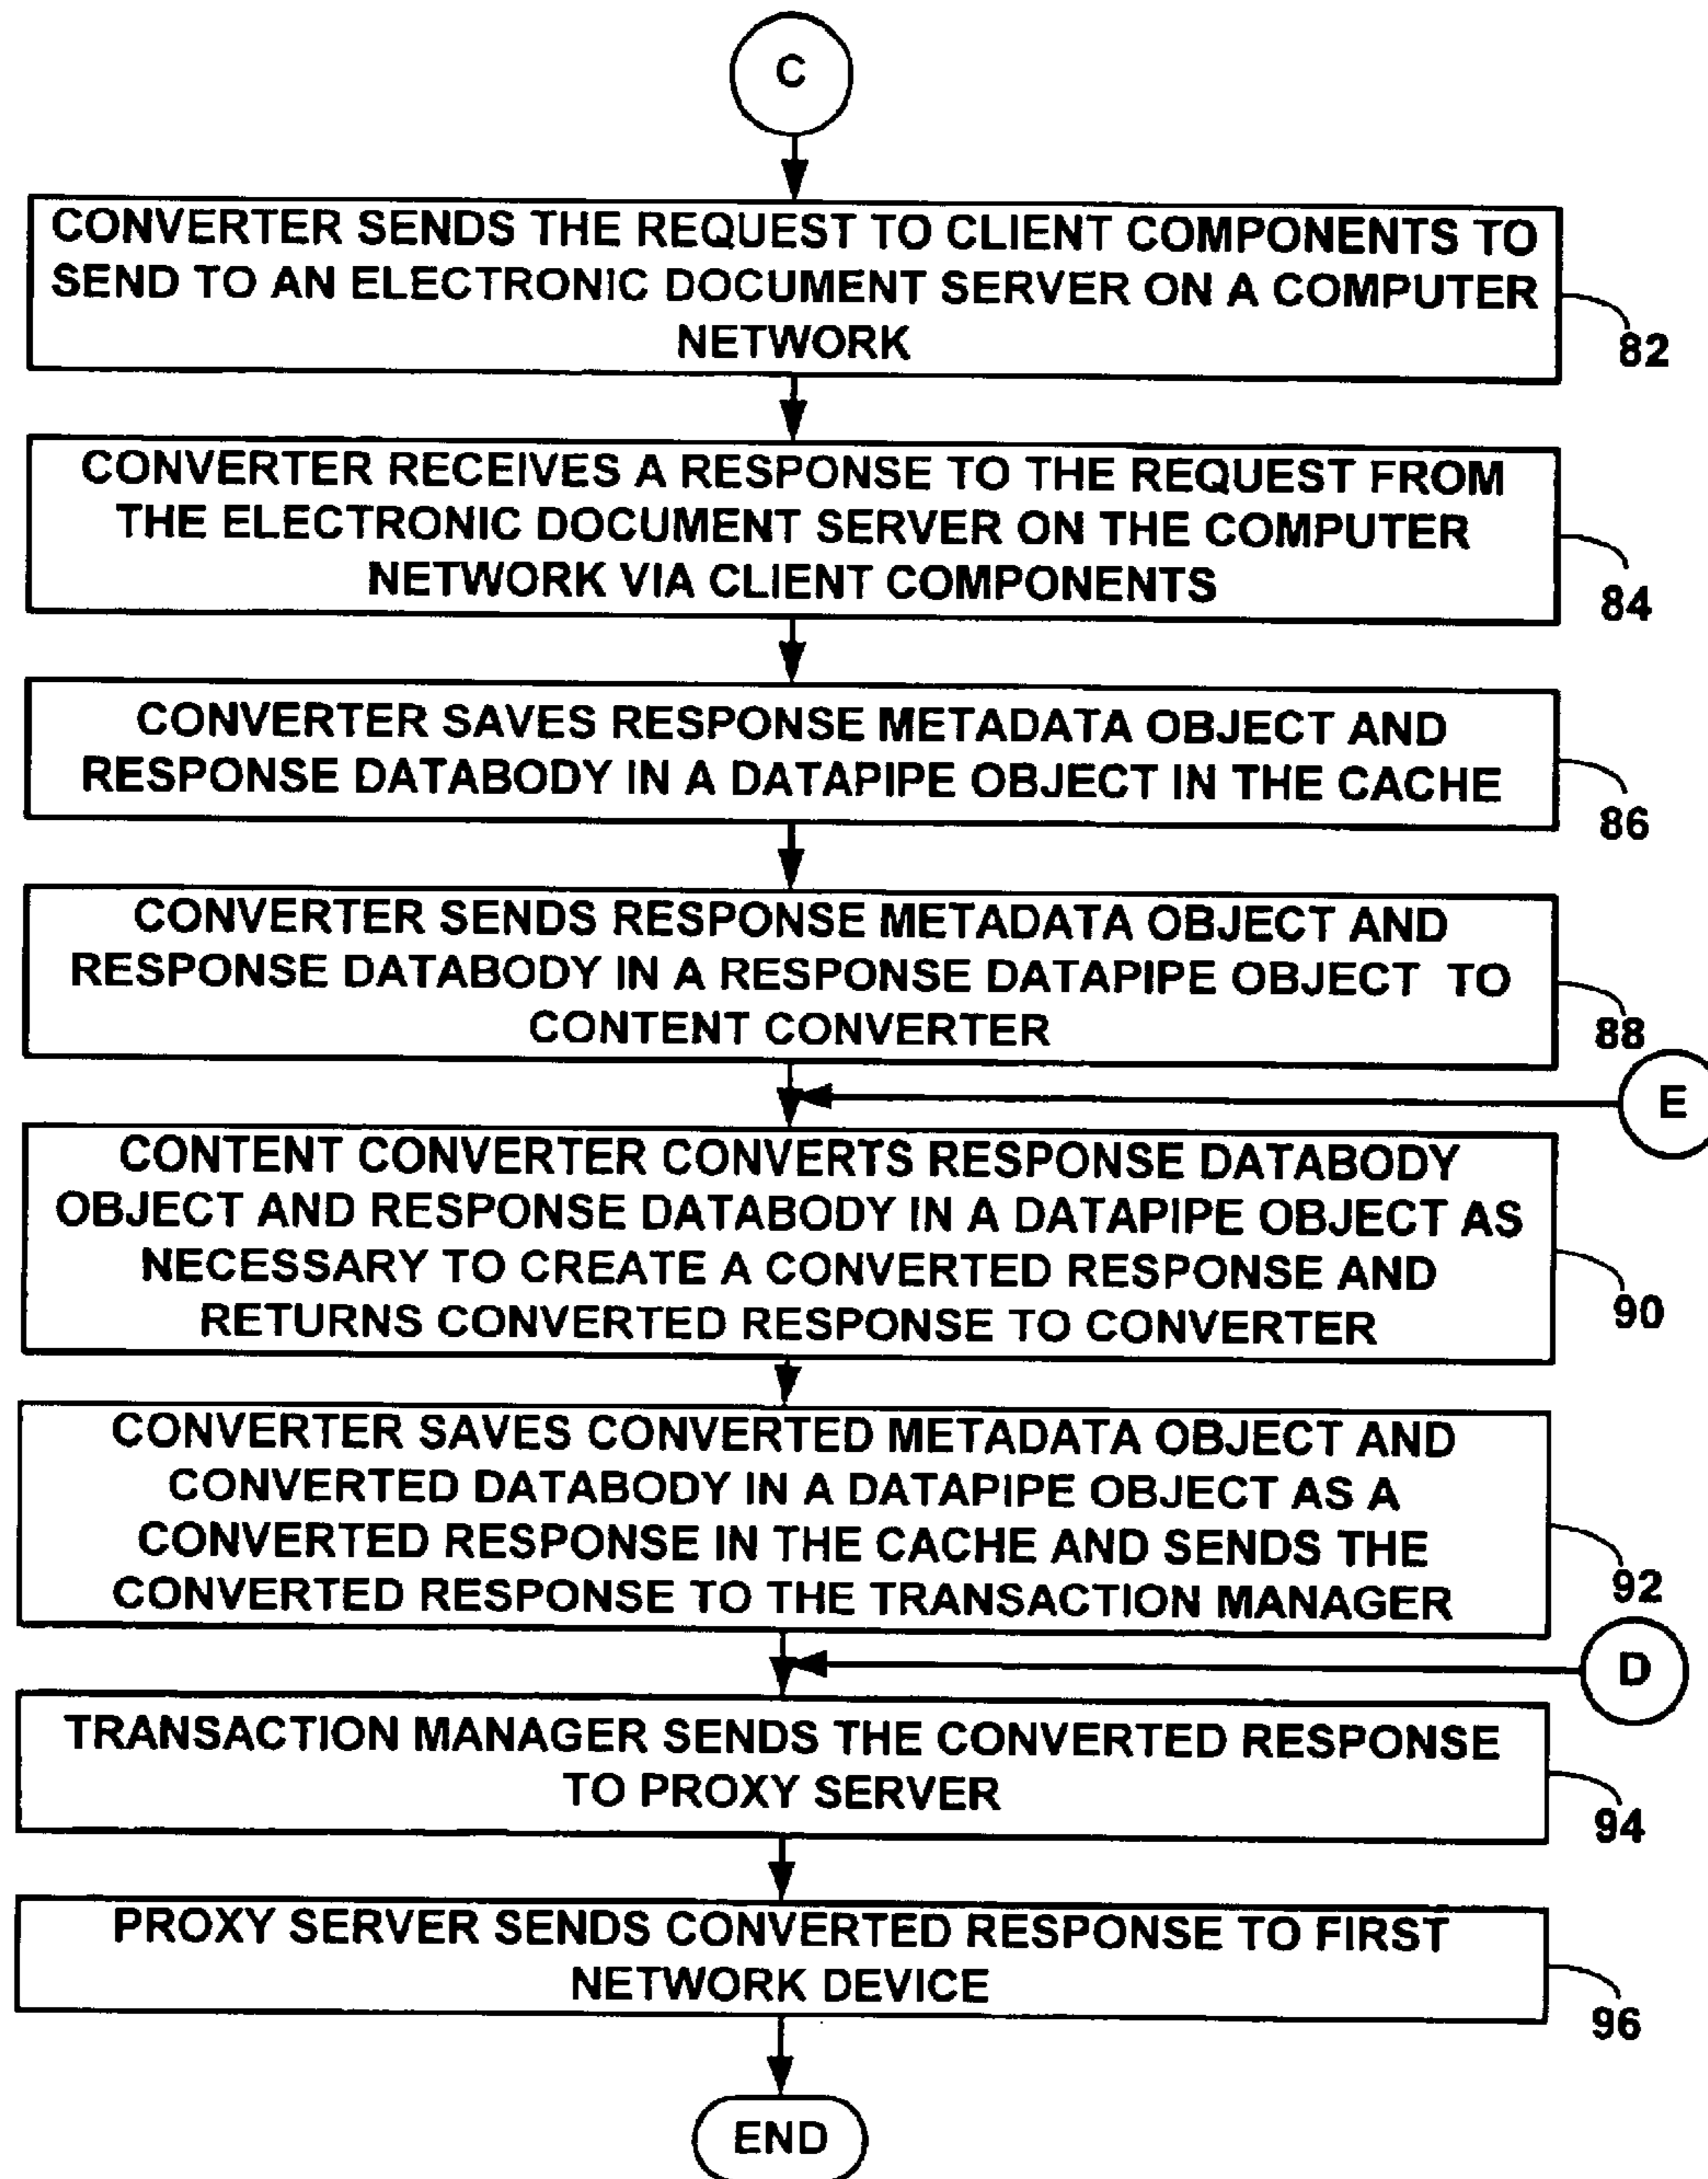 C
CONVERTER SENDS THE REQUEST TO CLIENT COMPONENTS TO
SEND TO AN ELECTRONIC DOCUMENT SERVER ON A COMPUTER
NETWORK
82
CONVERTER RECEIVES A RESPONSE TO THE REQUEST FROM
THE ELECTRONIC DOCUMENT SERVER ON THE COMPUTER
NETWORK VIA CLIENT COMPONENTS
84
CONVERTER SAVES RESPONSE METADATA OBJECT AND
RESPONSE DATABODY IN A DATAPIPE OBJECT IN THE CACHE
86
CONVERTER SENDS RESPONSE METADATA OBJECT AND
RESPONSE DATABODY IN A RESPONSE DATAPIPE OBJECT TO
CONTENT CONVERTER
88
E
CONTENT CONVERTER CONVERTS RESPONSE DATABODY
OBJECT AND RESPONSE DATABODY IN A DATAPIPE OBJECT AS
NECESSARY TO CREATE A CONVERTED RESPONSE AND
RETURNS CONVERTED RESPONSE TO CONVERTER
90
CONVERTER SAVES CONVERTED METADATA OBJECT AND
CONVERTED DATABODY IN A DATAPIPE OBJECT AS A
CONVERTED RESPONSE IN THE CACHE AND SENDS THE
CONVERTED RESPONSE TO THE TRANSACTION MANAGER
92
D
TRANSACTION MANAGER SENDS THE CONVERTED RESPONSE
TO PROXY SERVER
94
PROXY SERVER SENDS CONVERTED RESPONSE TO FIRST
NETWORK DEVICE
96
END